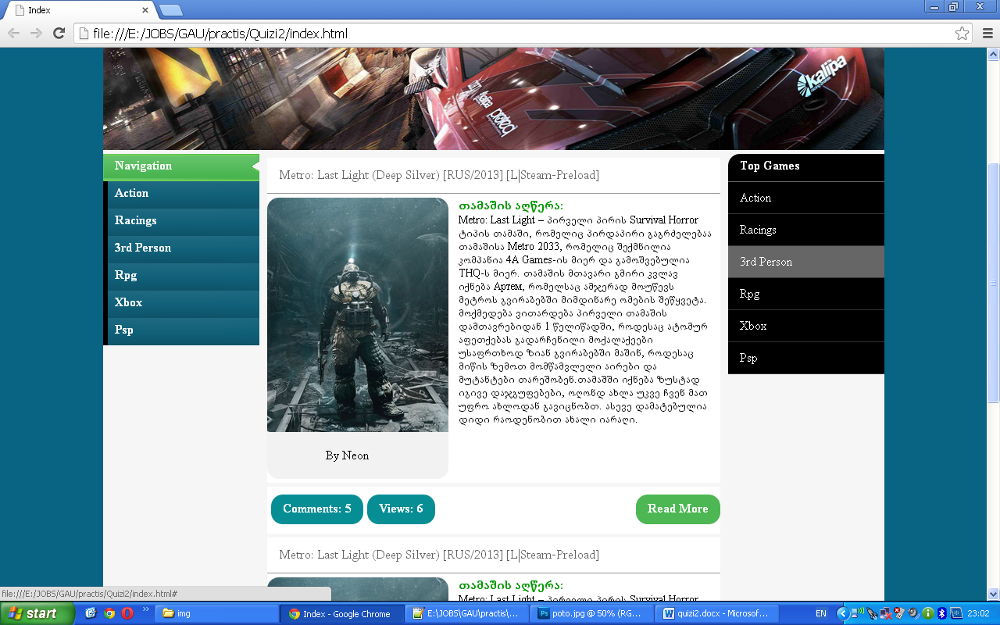 Index
file:///E:/JOBS/GAU/practis/Quizi2/index.html
kalipa
Navigation
Action
Racings
3rd Person
Rpg
Xbox
Psp
Metro: Last Light (Deep Silver) [RUS/2013] [L|Steam-Preload]
თამაშის აღწერა:
Metro: Last Light – პირველი პირის Survival Horror
ტიპის თამაში, რომელიც პირდაპირი გაგრძელებაა
თამაშისა Metro 2033, რომელიც შექმნილია
კომპანია 4A Games-ის მიერ და გამოშვებულია
THQ-ს მიერ. თამაშის მთავარი გმირი კვლავ
იქნება Артем, რომელსაც ამჯერად მოუწევს
მეტროს გვირაბებში მიმდინარე ომების შეწყვეტა.
მოქმედება ვითარდება პირველი თამაშის
დამთავრებიდან 1 წელიწადში, როდესაც ატომურ
აფეთქებას გადარჩენილი მოქალაქეები
უსაფრთხოდ ზიან გვირაბებში მაშინ, როდესაც
მიწის ზემოთ მომწამვლელი აირები და
მუტანტები თარეშობენ.თამაშში იქნება ზუსტად
იგივე დაჯგუფებები, ოღონდ ახლა უკვე ჩვენ მათ
უფრო ახლოდან გავიცნობთ. ასევე დამატებულია
დიდი რაოდენობით ახალი იარაღი.
By Neon
Comments: 5
Views: 6
Read More
Top Games
Action
Racings
3rd Person
Rpg
Xbox
Psp
Metro: Last Light (Deep Silver) [RUS/2013] [L|Steam-Preload]
თამაშის აღწერა:
Metro: Last Light – პირველი პირის Survival Horror
file:///E:/JOBS/GAU/practis/Quizi2/index.html#
start
img
Index - Google Chrome
E:\JOBS\GAU\practis\...
poto.jpg @ 50% (RG...
quizi2.docx - Microsof...
EN
23:02